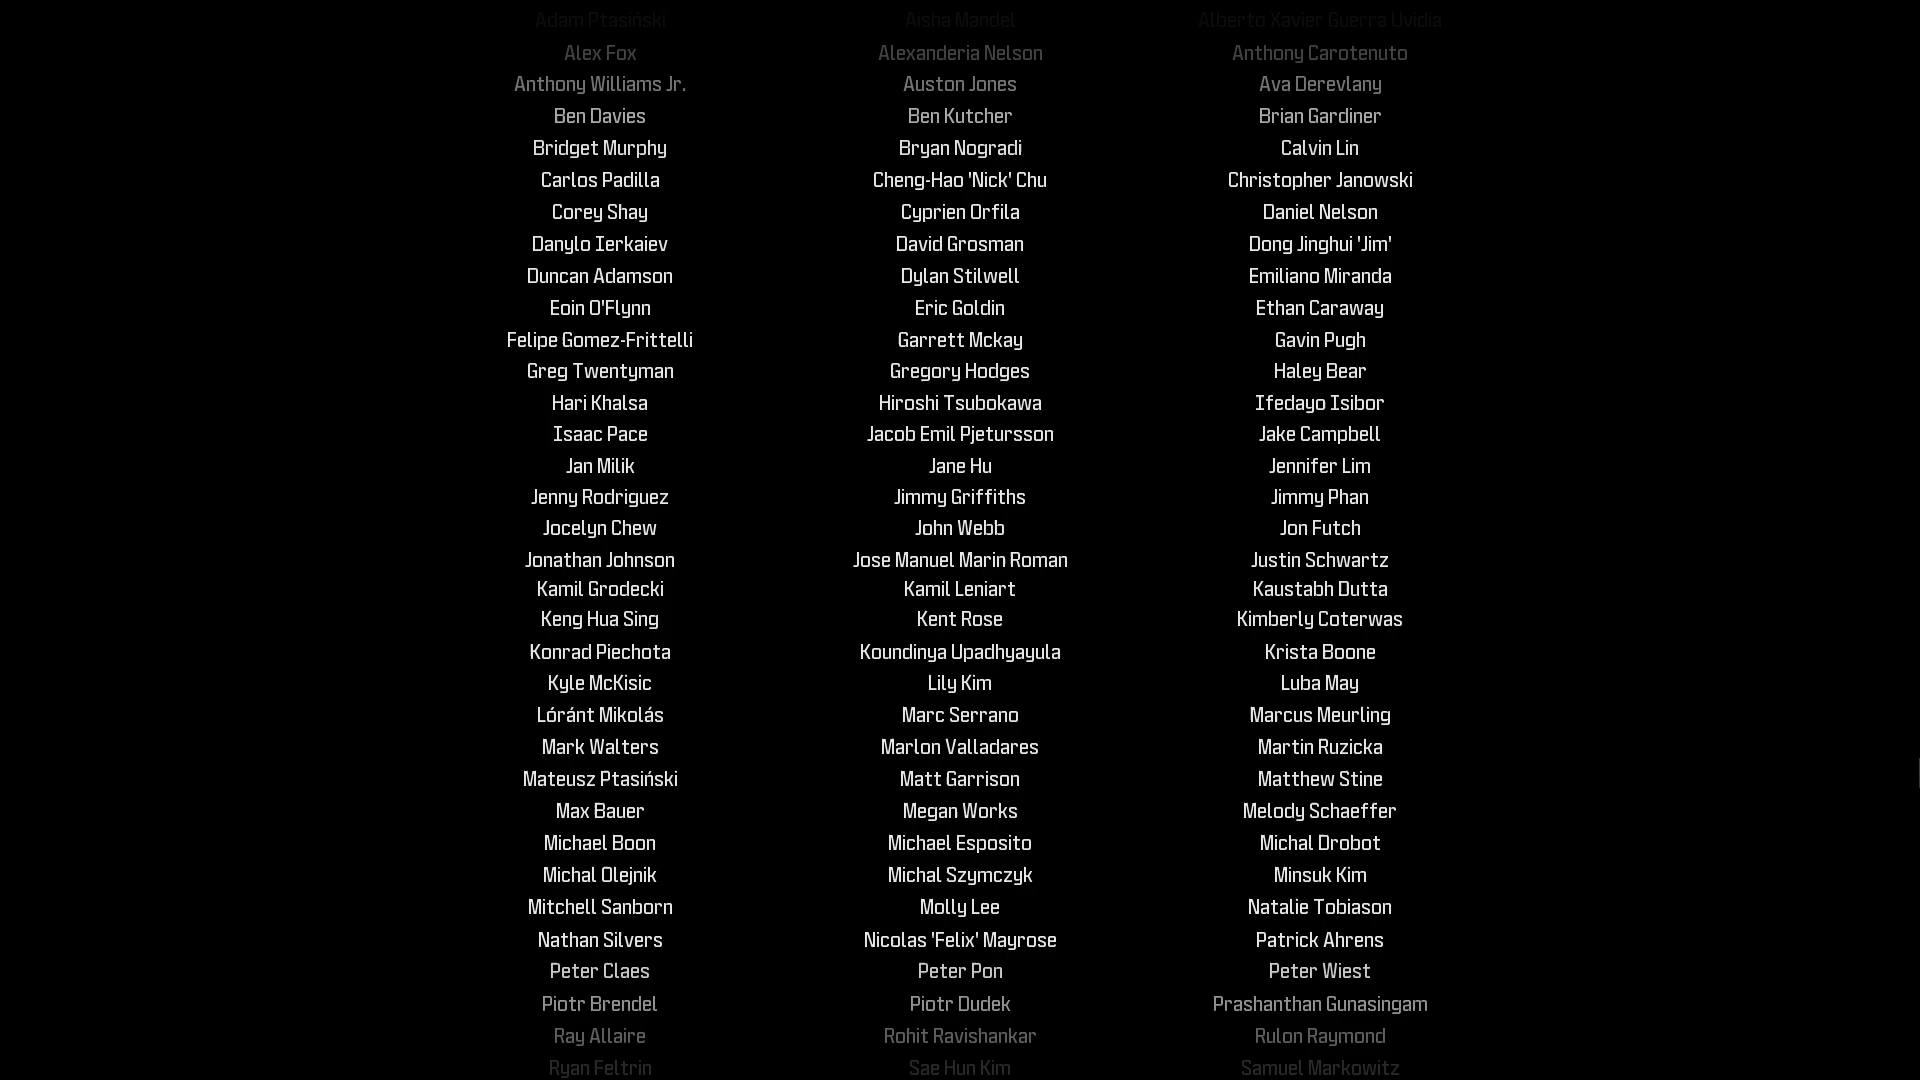 Adam Ptasiński Aisha Mandel Alberto Xavier Guerra Uvidia
Alex Fox Alexanderia Nelson Anthony Carotenuto
Anthony Williams Jr. Auston Jones Ava Derevlany
Ben Davies Ben Kutcher Brian Gardiner
Bridget Murphy Bryan Nogradi Calvin Lin
Carlos Padilla Cheng-Hao 'Nick' Chu Christopher Janowski
Corey Shay Cyprien Orfila Daniel Nelson
Danylo Ierkaiev David Grosman Dong Jinghui 'Jim'
Duncan Adamson Dylan Stilwell Emiliano Miranda
Eoin O'Flynn Eric Goldin Ethan Caraway
Felipe Gomez-Frittelli Garrett Mckay Gavin Pugh
Greg Twentyman Gregory Hodges Haley Bear
Hari Khalsa Hiroshi Tsubokawa Ifedayo Isibor
Isaac Pace Jacob Emil Pjetursson Jake Campbell
Jan Milik Jane Hu Jennifer Lim
Jenny Rodriguez Jimmy Griffiths Jimmy Phan
Jocelyn Chew John Webb Jon Futch
Jonathan Johnson Jose Manuel Marin Roman Justin Schwartz
Kamil Grodecki Kamil Leniart Kaustabh Dutta
Keng Hua Sing Kent Rose Kimberly Coterwas
Konrad Piechota Koundinya Upadhyayula Krista Boone
Kyle McKisic Lily Kim Luba May
Lóránt Mikolás Marc Serrano Marcus Meurling
Mark Walters Marlon Valladares Martin Ruzicka
Mateusz Ptasiński Matt Garrison Matthew Stine
Max Bauer Megan Works Melody Schaeffer
Michael Boon Michael Esposito Michal Drobot
Michal Olejnik Michal Szymczyk Minsuk Kim
Mitchell Sanborn Molly Lee Natalie Tobiason
Nathan Silvers Nicolas 'Felix' Mayrose Patrick Ahrens
Peter Claes Peter Pon Peter Wiest
Piotr Brendel Piotr Dudek Prashanthan Gunasingam
Ray Allaire Rohit Ravishankar Rulon Raymond
Ryan Feltrin Sae Hun Kim Samuel Markowitz